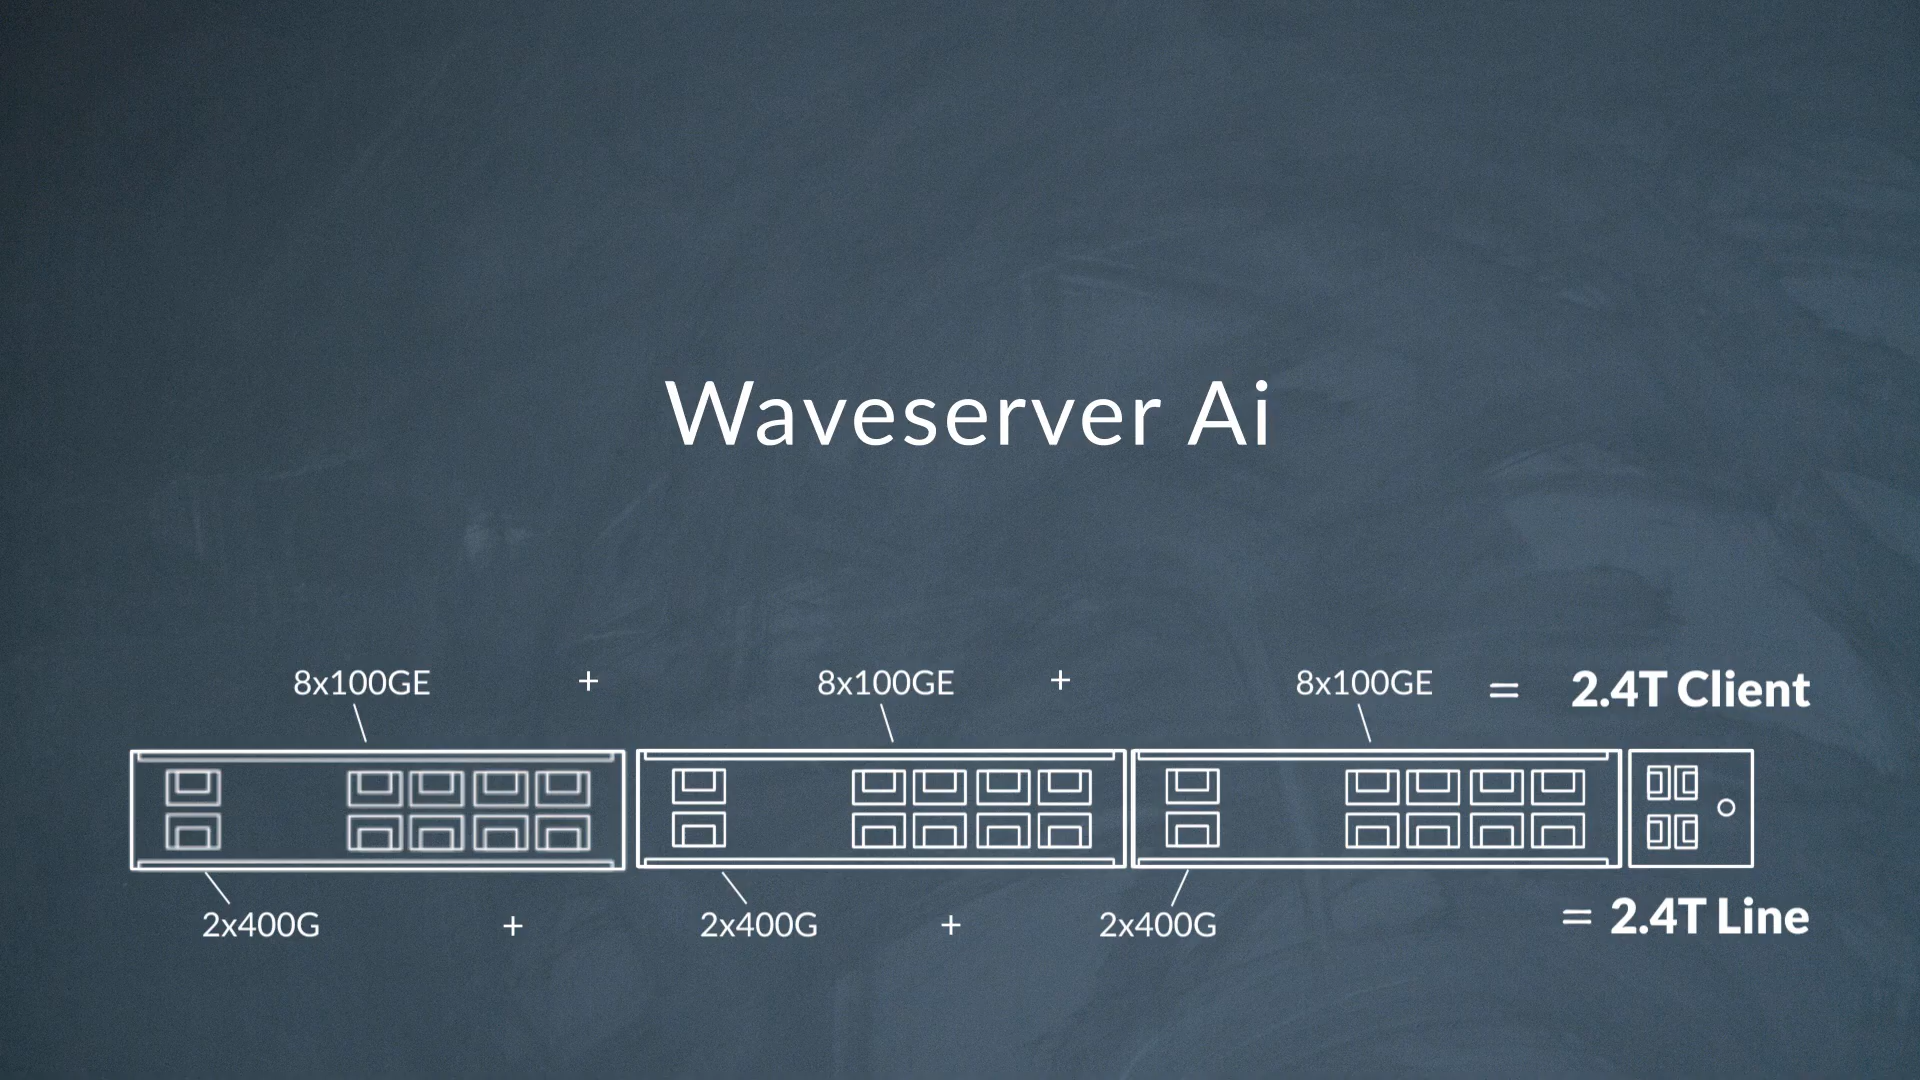 Waveserver Ai
8x100GE + 8x100GE + 8x100GE = 2.4T Client
2x400G + 2x400G 2x400G = 2.4T Line